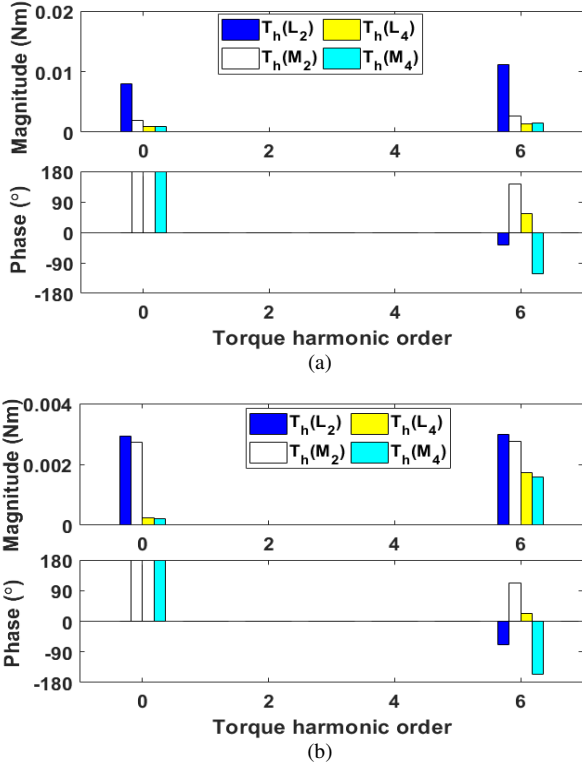 0.02
Magnitude (Nm)
0.01
0
T_h(L_2) T_h(L_4)
T_h(M_2) T_h(M_4)
0 2 4 6
180
90
0
-90
-180
Phase (°)
0 2 4 6
Torque harmonic order
(a)
0.004
Magnitude (Nm)
0.002
0
T_h(L_2) T_h(L_4)
T_h(M_2) T_h(M_4)
0 2 4 6
180
90
0
-90
-180
Phase (°)
0 2 4 6
Torque harmonic order
(b)